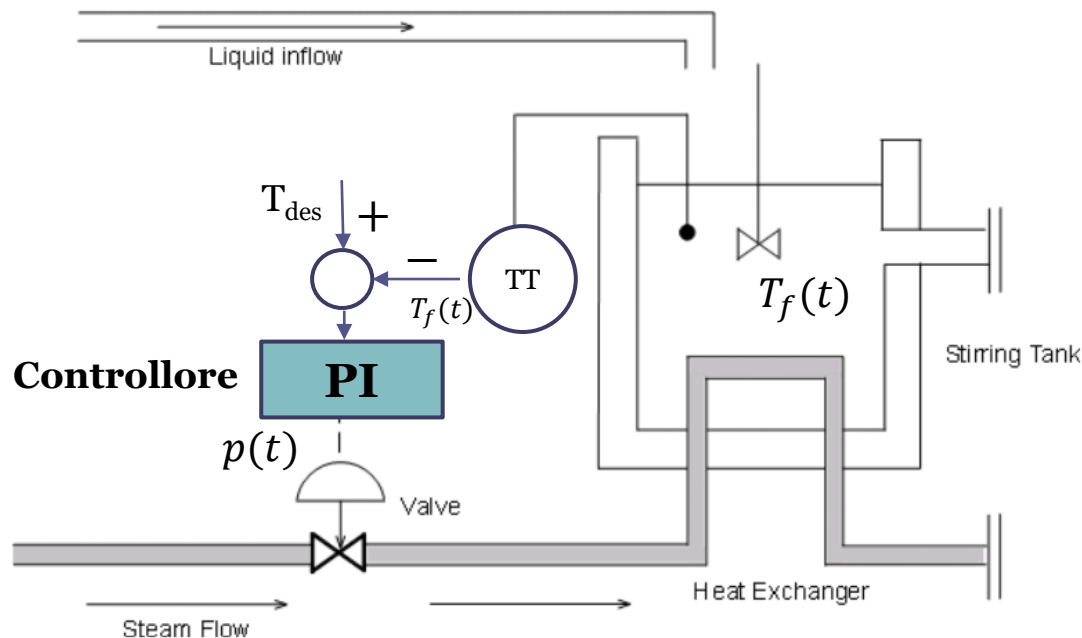 Liquid inflow
T_des
+
−
T_f(t)
TT
T_f(t)
Stirring Tank
Controllore
PI
p(t)
Valve
Heat Exchanger
Steam Flow